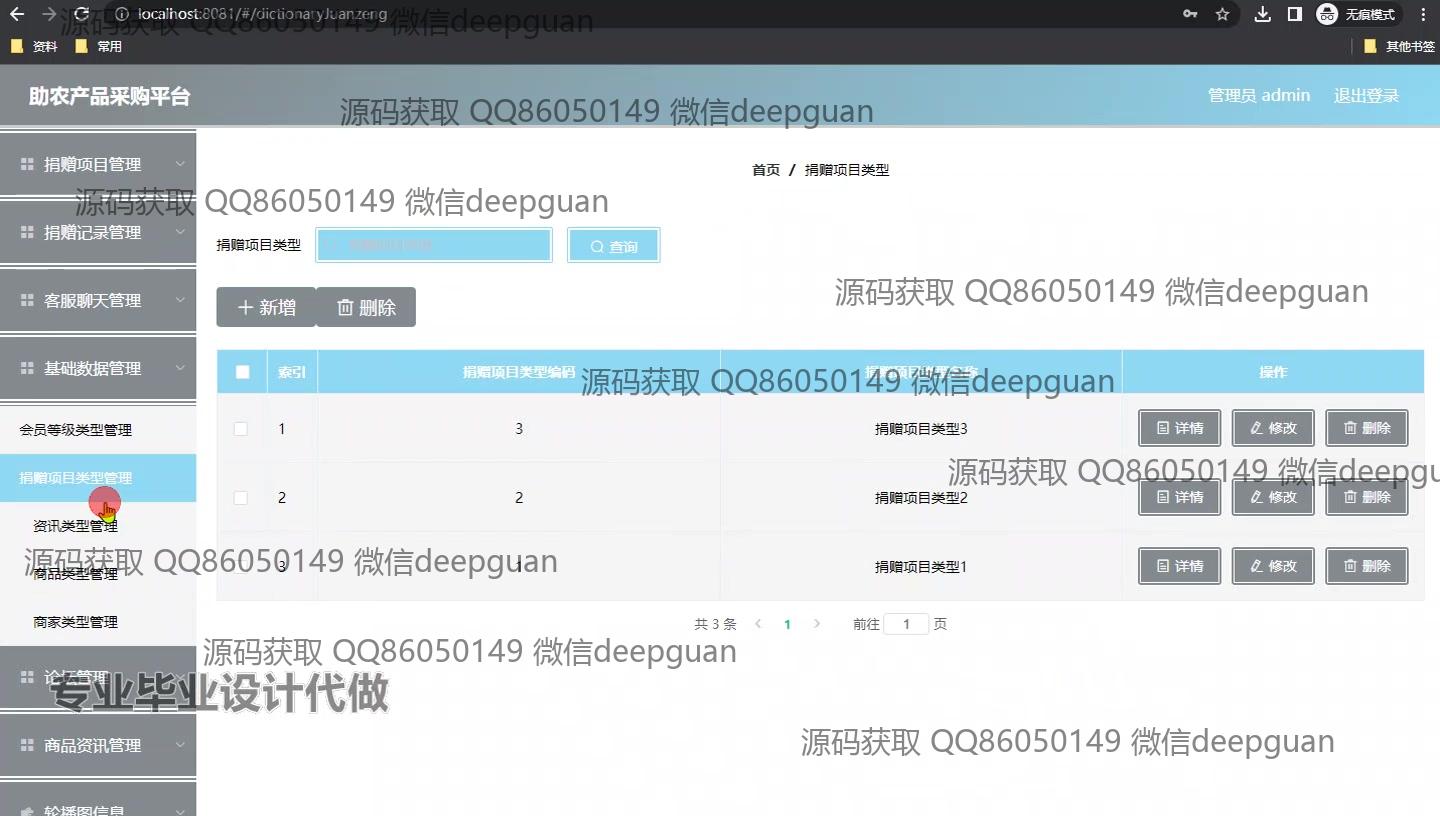 localhost:8081/#/dictionaryJuanzeng
无痕模式
源码获取 QQ86050149 微信deepguan
资料
常用
其他书签
助农产品采购平台
管理员 admin
退出登录
源码获取 QQ86050149 微信deepguan
捐赠项目管理
首页 / 捐赠项目类型
源码获取 QQ86050149 微信deepguan
捐赠记录管理
捐赠项目类型
查询
客服聊天管理
新增
删除
源码获取 QQ86050149 微信deepguan
基础数据管理
索引
捐赠项目类型编码
操作
源码获取 QQ86050149 微信deepguan
会员等级类型管理
1
3
捐赠项目类型3
详情
修改
删除
捐赠项目类型管理
源码获取 QQ86050149 微信deepgu
2
2
捐赠项目类型2
详情
修改
删除
资讯类型管理
源码获取 QQ86050149 微信deepguan
商品类型管理
3
1
捐赠项目类型1
详情
修改
删除
商家类型管理
共 3 条
1
前往
1
页
源码获取 QQ86050149 微信deepguan
论坛管理
专业毕业设计代做
商品资讯管理
源码获取 QQ86050149 微信deepguan
轮播图信息